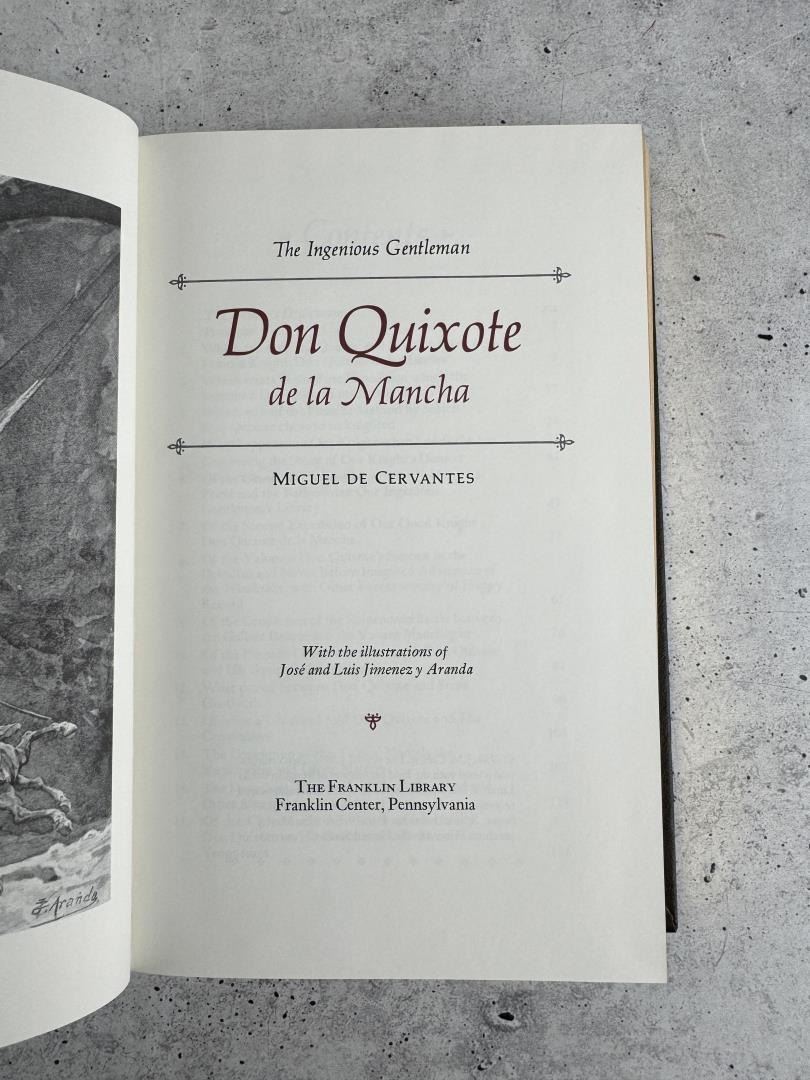 The Ingenious Gentleman
Don Quixote
de la Mancha
MIGUEL DE CERVANTES
With the illustrations of
José and Luis Jimenez y Aranda
THE FRANKLIN LIBRARY
Franklin Center, Pennsylvania
J. Aranda